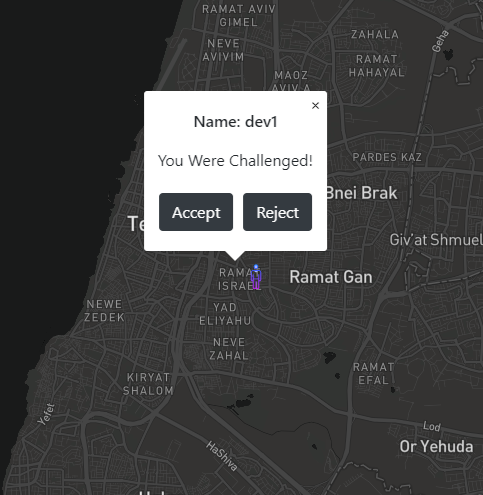 RAMAT AVIV
GIMEL
NEVE
AVIVIM
ZAHALA
Geha
RAMAT
HAHAYAL
MAOZ
AVIV A
×
Name: dev1
You Were Challenged!
PARDES KAZ
Accept
Reject
Bnei Brak
Te
Giv'at Shmuel
RAMA
ISRAE
Ramat Gan
NEWE
ZEDEK
YAD
ELIYAHU
NEVE
ZAHAL
KIRYAT
SHALOM
RAMAT
EFAL
Yefet
Lod
HaShiva
Or Yehuda